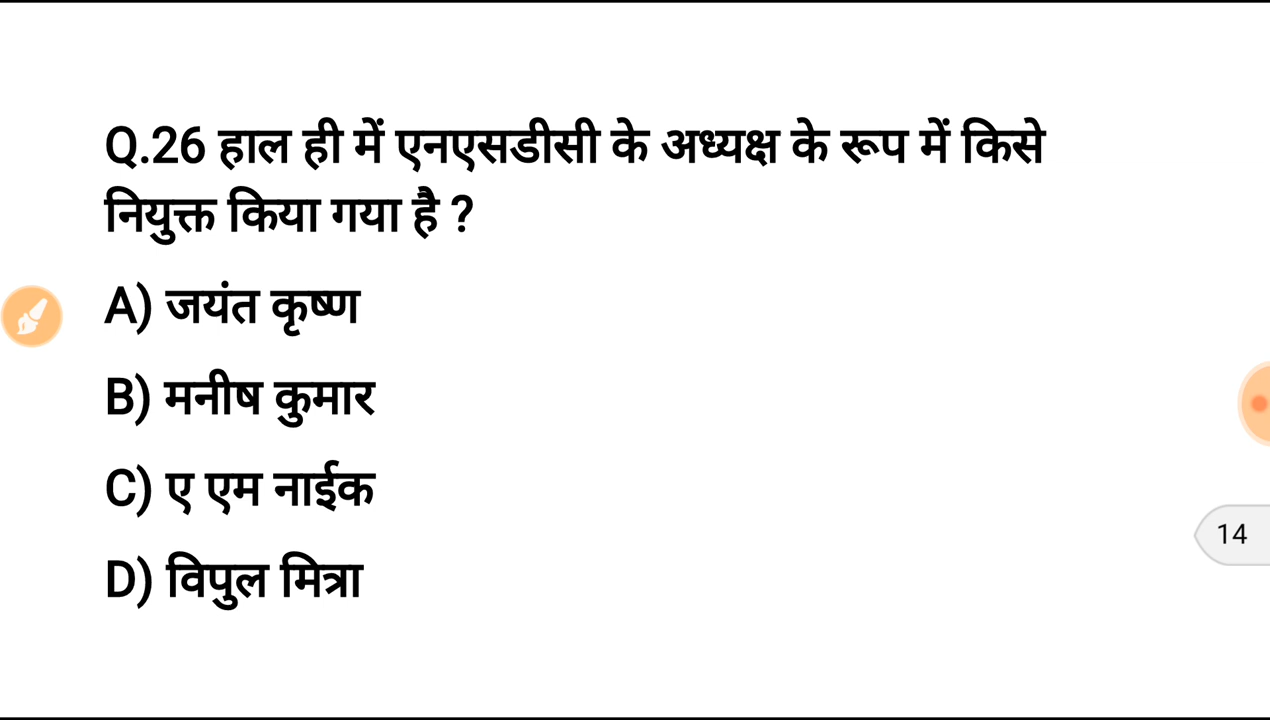 Q.26 हाल ही में एनएसडीसी के अध्यक्ष के रूप में किसे
नियुक्त किया गया है ?
A) जयंत कृष्ण
B) मनीष कुमार
C) ए एम नाईक
14
D) विपुल मित्रा